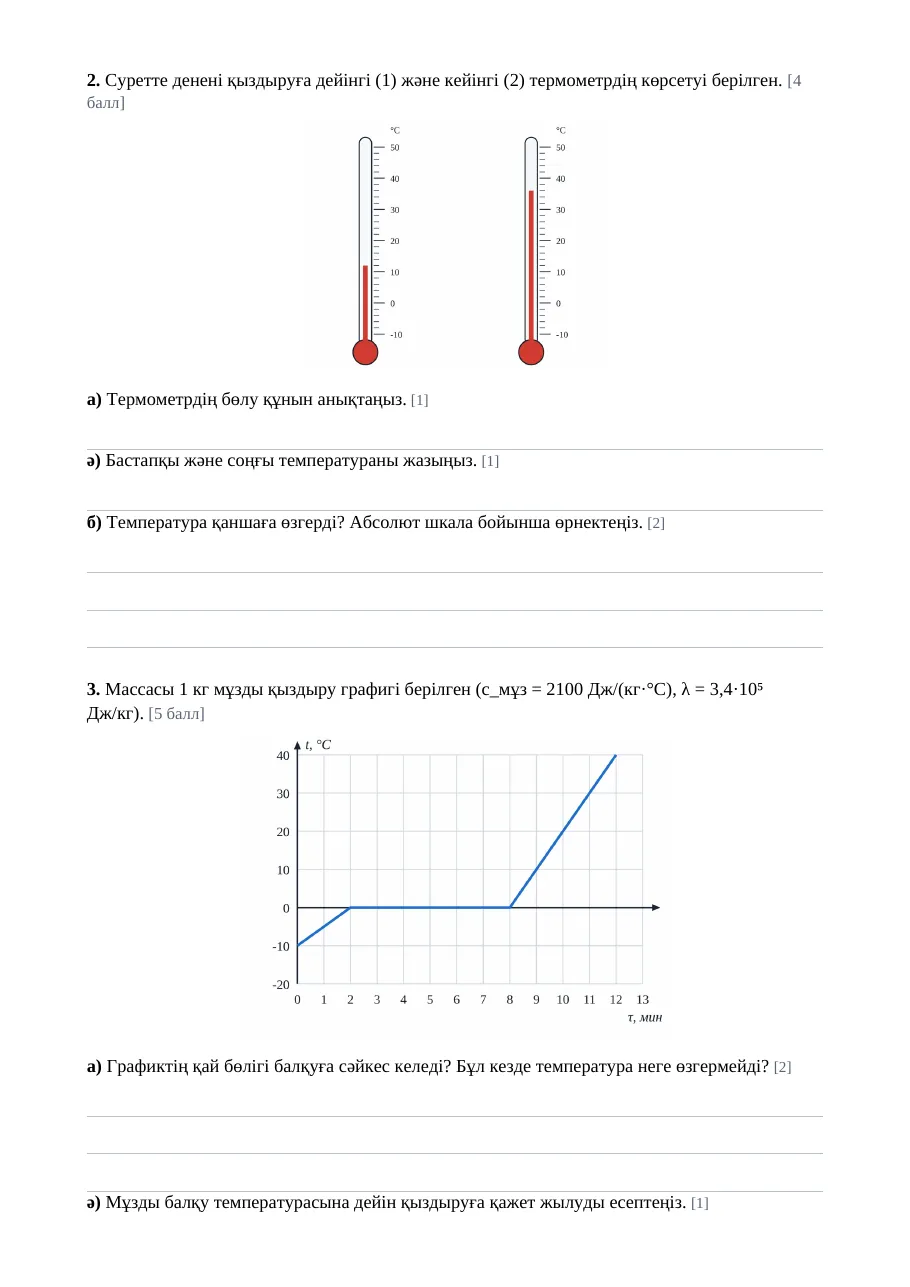 2. Суретте денені қыздыруға дейінгі (1) және кейінгі (2) термометрдің көрсетуі берілген. [4
балл]
°C °C
50 50
40 40
30 30
20 20
10 10
0 0
-10 -10
а) Термометрдің бөлу құнын анықтаңыз. [1]
ә) Бастапқы және соңғы температураны жазыңыз. [1]
б) Температура қаншаға өзгерді? Абсолют шкала бойынша өрнектеңіз. [2]
3. Массасы 1 кг мұзды қыздыру графигі берілген (с_мұз = 2100 Дж/(кг·°С), λ = 3,4·10⁵
Дж/кг). [5 балл]
t, °C
40
30
20
10
0
-10
-20
0 1 2 3 4 5 6 7 8 9 10 11 12 13
τ, мин
а) Графиктің қай бөлігі балқуға сәйкес келеді? Бұл кезде температура неге өзгермейді? [2]
ә) Мұзды балқу температурасына дейін қыздыруға қажет жылуды есептеңіз. [1]